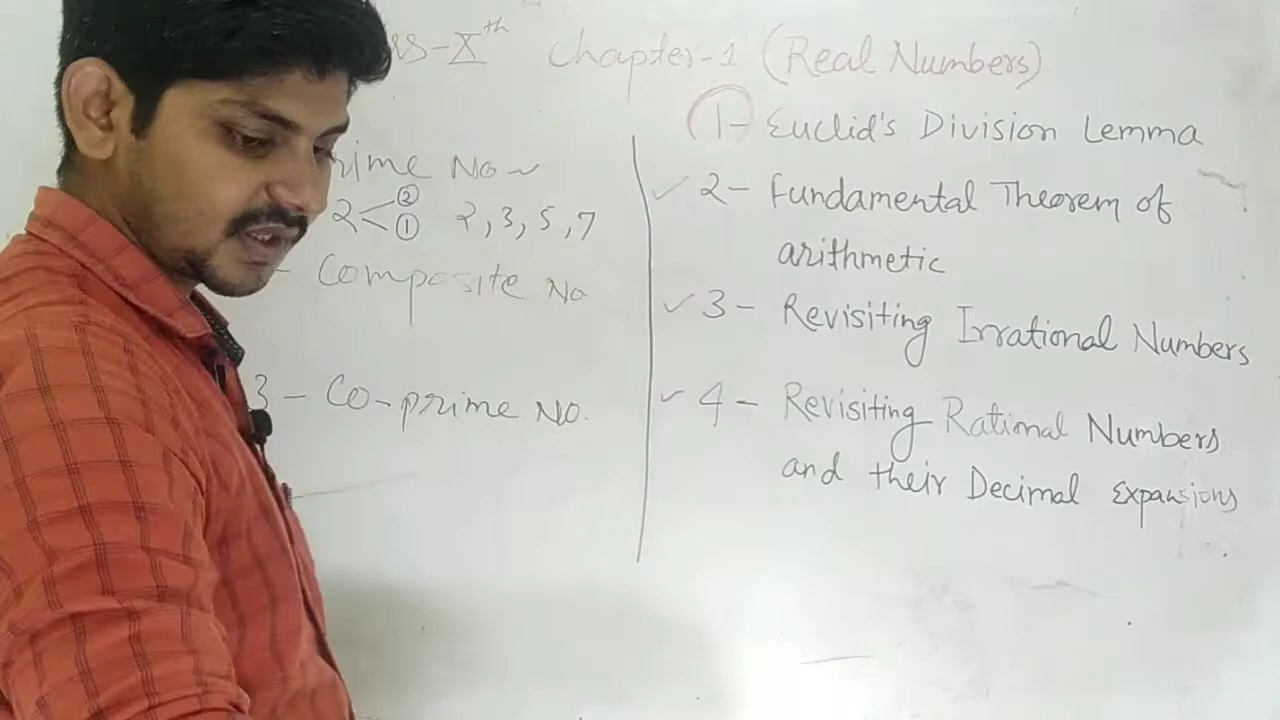 Xth Chapter-1 (Real Numbers)
rime No
2 < ② ① 2, 3, 5, 7
- Composite No.
3 - Co-prime No.
1- Euclid's Division Lemma
✓ 2- Fundamental Theorem of
arithmetic
✓ 3- Revisiting Irrational Numbers
✓ 4- Revisiting Rational Numbers
and their Decimal Expansions